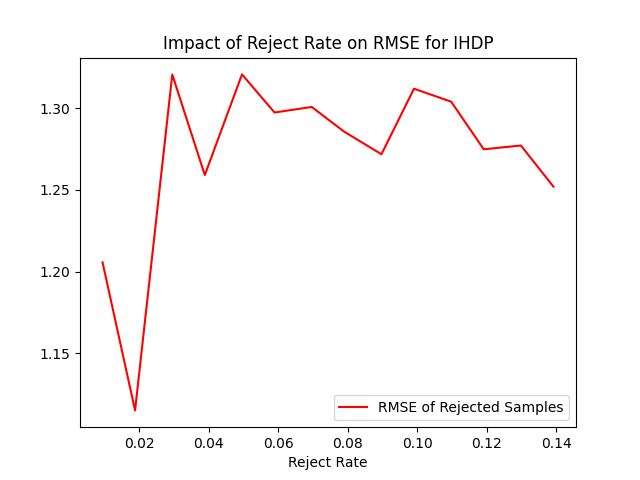 Impact of Reject Rate on RMSE for IHDP
1.30
1.25
1.20
1.15
RMSE of Rejected Samples
0.02 0.04 0.06 0.08 0.10 0.12 0.14
Reject Rate